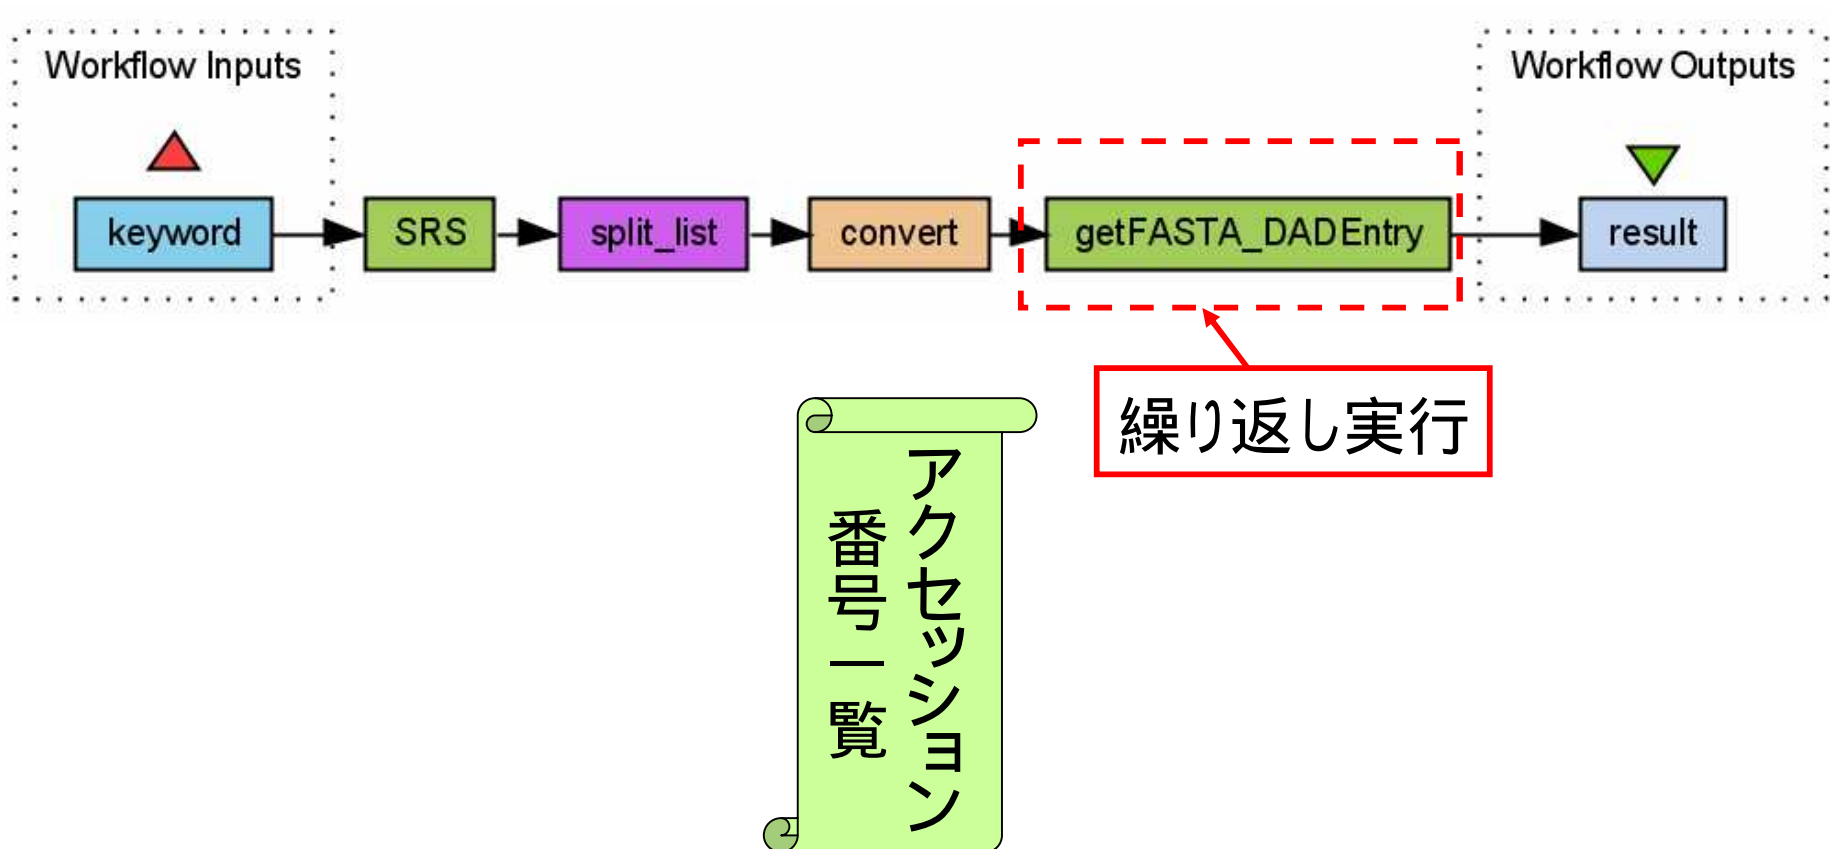 Workflow Inputs
Workflow Outputs
keyword
SRS
split_list
convert
getFASTA_DADEntry
result
繰り返し実行
アクセッション
番号一覧